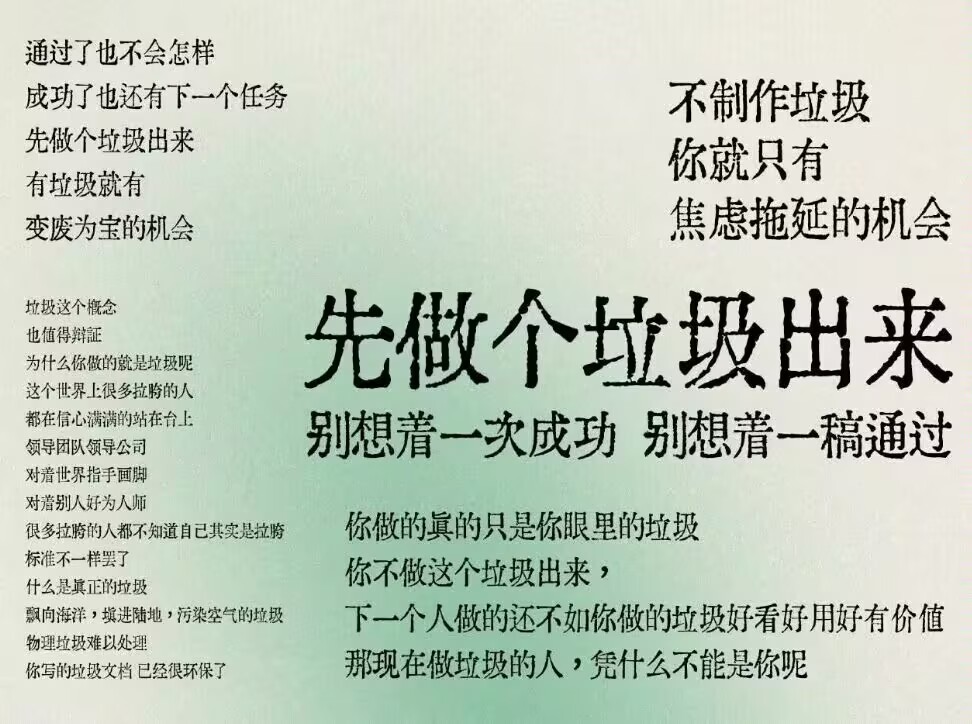 通过了也不会怎样
成功了也还有下一个任务
先做个垃圾出来
有垃圾就有
变废为宝的机会
不制作垃圾
你就只有
焦虑拖延的机会
先做个垃圾出来
别想着一次成功 别想着一稿通过
垃圾这个概念
也值得辩证
为什么你做的就是垃圾呢
这个世界上很多拉胯的人
都在信心满满的站在台上
领导团队领导公司
对着世界指手画脚
对着别人好为人师
很多拉胯的人都不知道自己其实是拉胯
标准不一样罢了
什么是真正的垃圾
飘向海洋，填进陆地，污染空气的垃圾
物理垃圾难以处理
你写的垃圾文档 已经很环保了
你做的真的只是你眼里的垃圾
你不做这个垃圾出来，
下一个人做的还不如你做的垃圾好看好用好有价值
那现在做垃圾的人，凭什么不能是你呢